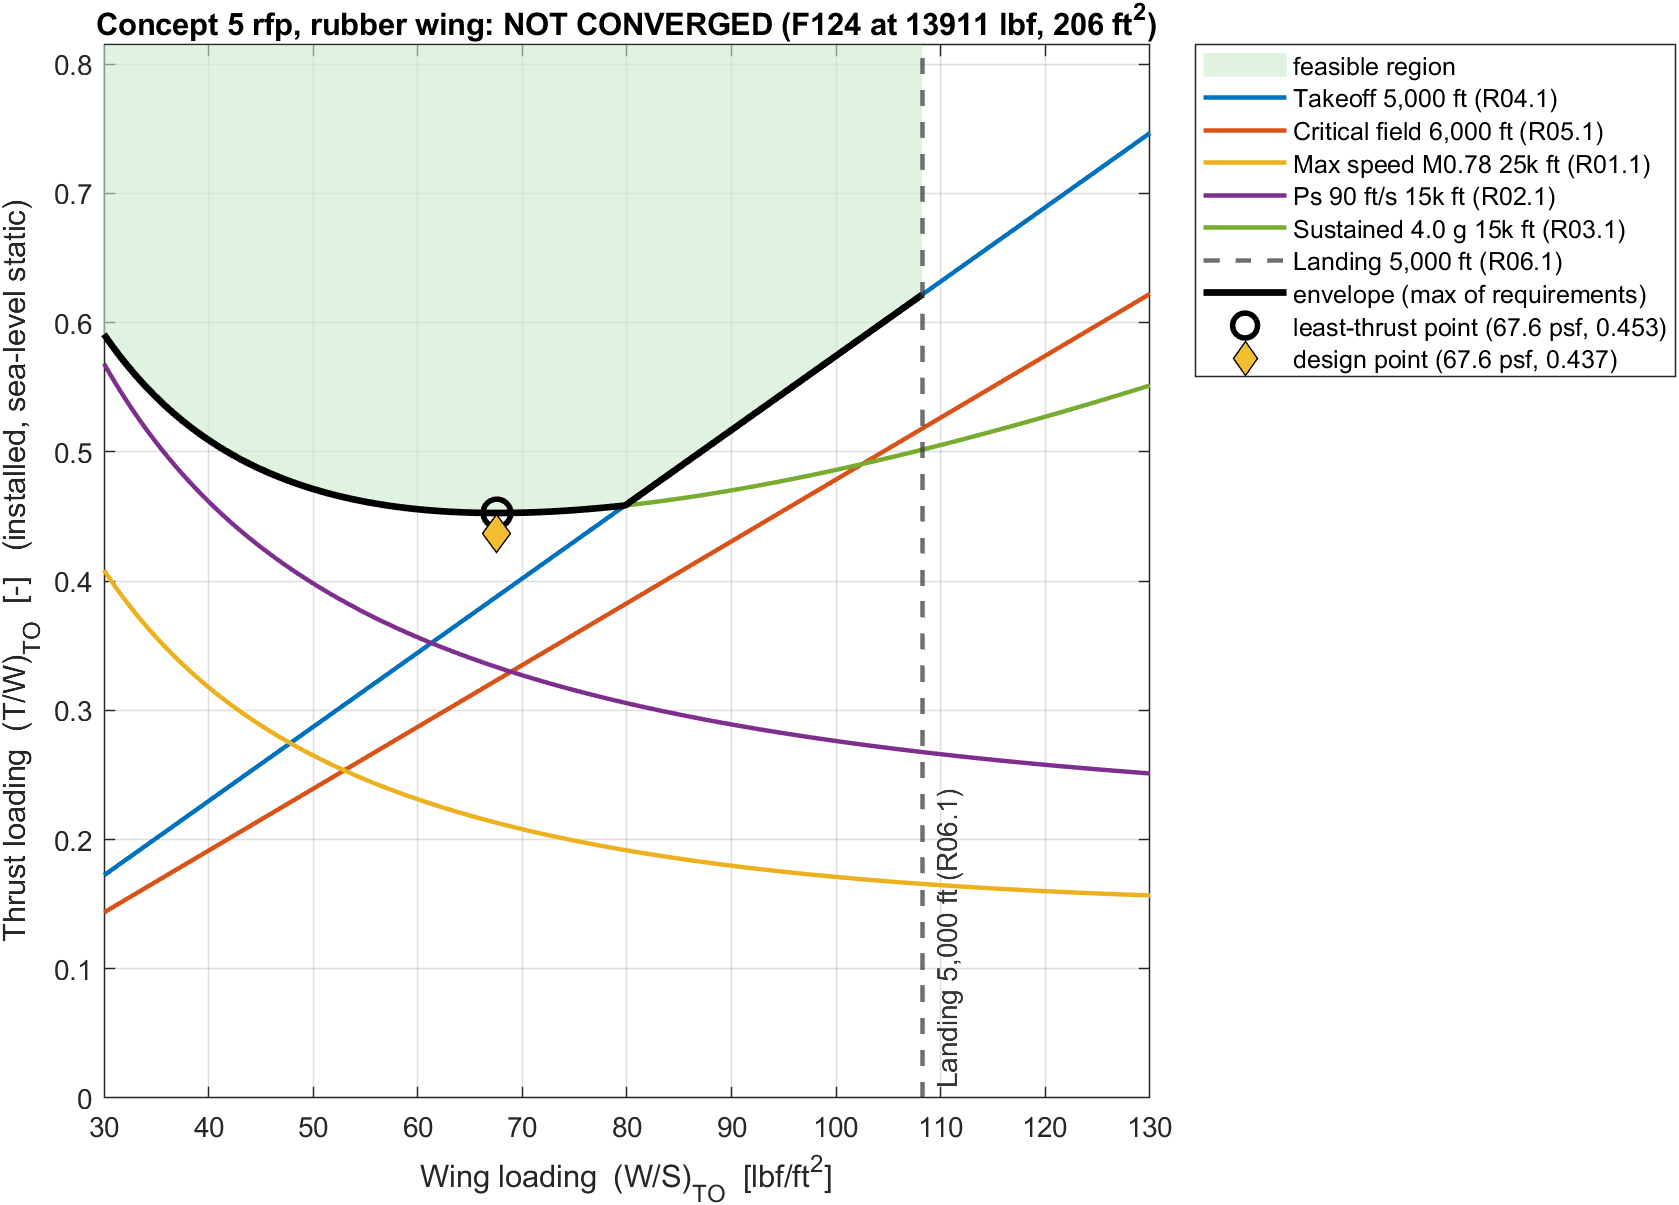 Concept 5 rfp, rubber wing: NOT CONVERGED (F124 at 13911 lbf, 206 ft²)
0.8
0.7
0.6
0.5
0.4
0.3
0.2
0.1
0
Thrust loading (T/W)TO [-] (installed, sea-level static)
30
40
50
60
70
80
90
100
110
120
130
Wing loading (W/S)TO [lbf/ft²]
Landing 5,000 ft (R06.1)
feasible region
Takeoff 5,000 ft (R04.1)
Critical field 6,000 ft (R05.1)
Max speed M0.78 25k ft (R01.1)
Ps 90 ft/s 15k ft (R02.1)
Sustained 4.0 g 15k ft (R03.1)
Landing 5,000 ft (R06.1)
envelope (max of requirements)
least-thrust point (67.6 psf, 0.453)
design point (67.6 psf, 0.437)